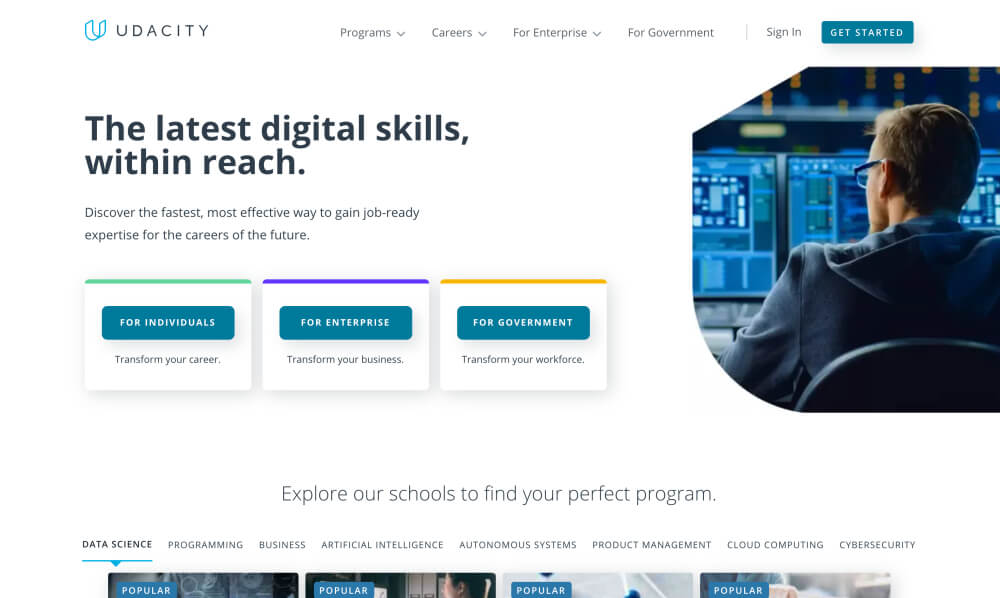 UDACITY
Programs
Careers
For Enterprise
For Government
Sign In
GET STARTED
The latest digital skills,
within reach.
Discover the fastest, most effective way to gain job-ready
expertise for the careers of the future.
FOR INDIVIDUALS
Transform your career.
FOR ENTERPRISE
Transform your business.
FOR GOVERNMENT
Transform your workforce.
Explore our schools to find your perfect program.
DATA SCIENCE
PROGRAMMING
BUSINESS
ARTIFICIAL INTELLIGENCE
AUTONOMOUS SYSTEMS
PRODUCT MANAGEMENT
CLOUD COMPUTING
CYBERSECURITY
POPULAR
POPULAR
POPULAR
POPULAR